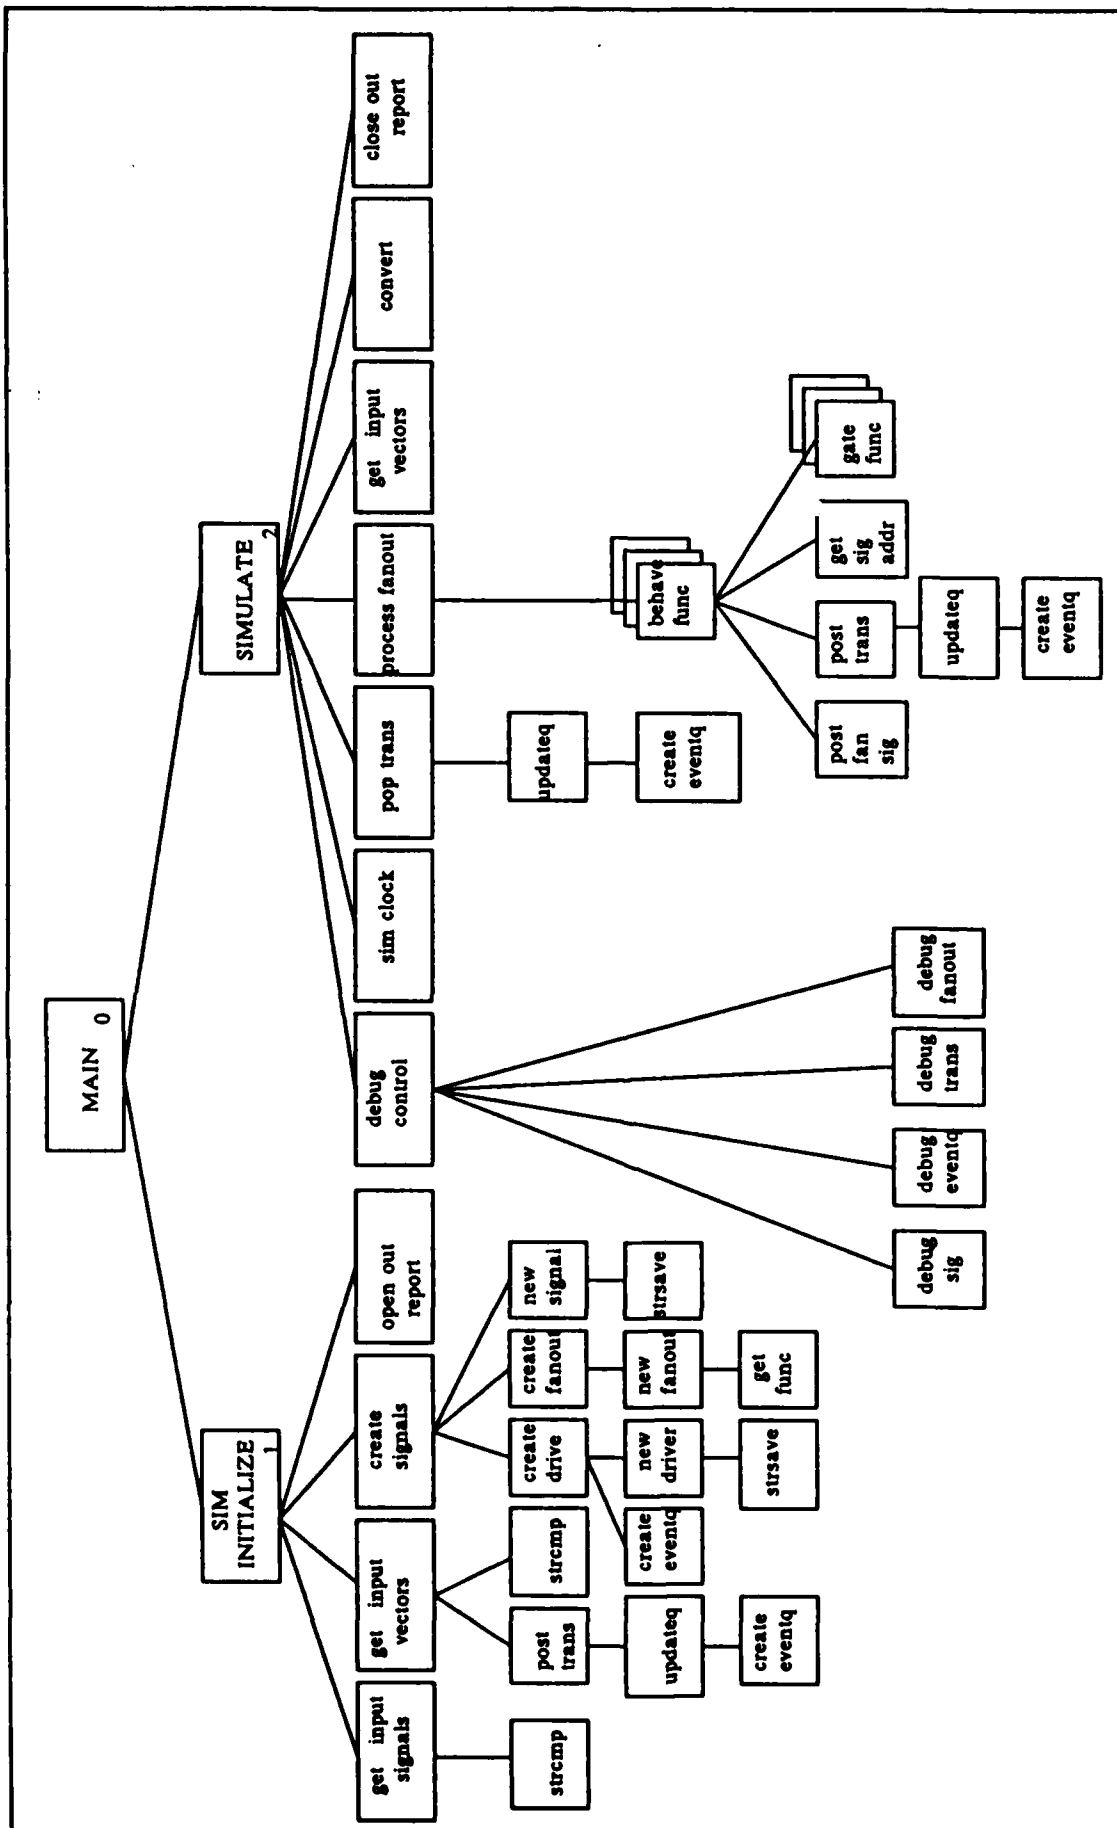 MAIN
0
SIM
INITIALIZE
1
SIMULATE
2
get input
signals
get input
vectors
create
signals
open out
report
debug
control
sim clock
pop trans
process fanout
get input
vectors
convert
close out
report
strcmp
post
trans
strcmp
create
drive
create
fanout
new
signal
updateq
updateq
create
eventq
new
driver
new
fanout
strsave
create
eventq
behave
func
create
eventq
strsave
get
func
post
fan
sig
post
trans
get
sig
addr
gate
func
debug
sig
debug
eventq
debug
trans
debug
fanout
updateq
create
eventq